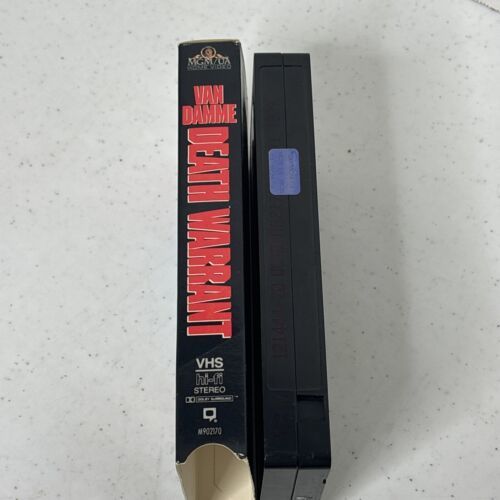 MGM/UA
HOME VIDEO
VAN
DAMME
DEATH WARRANT
VHS
hi-fi
STEREO
DOLBY SURROUND
M902170